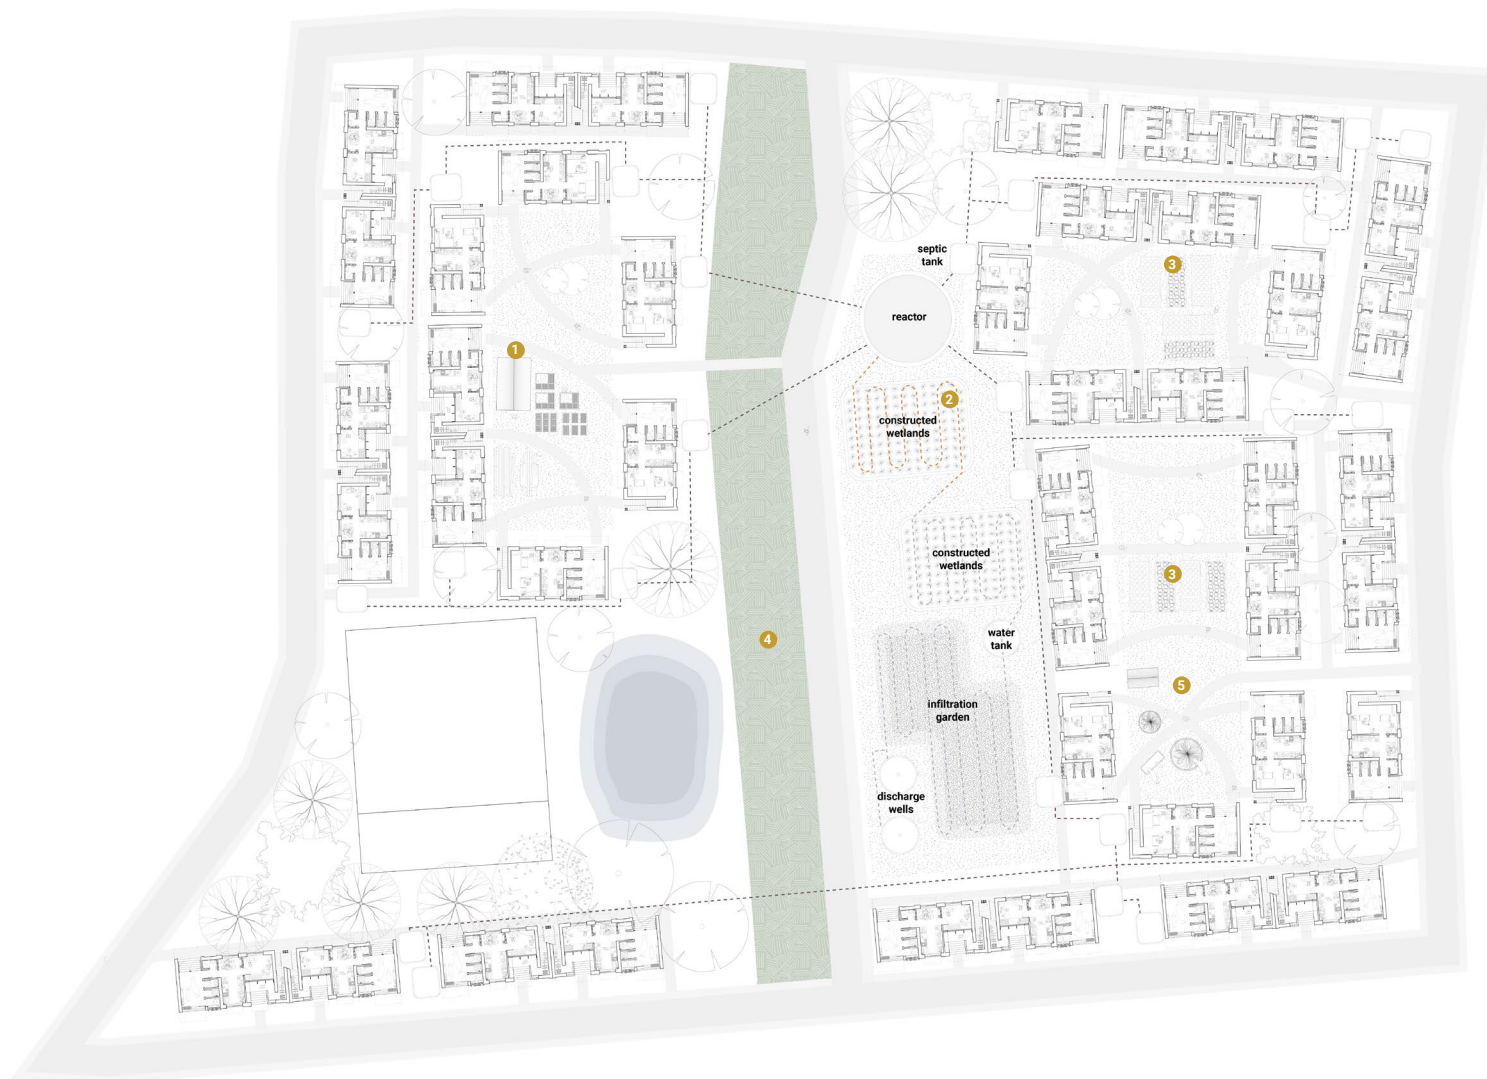 septic
tank
3
reactor
1
2
constructed
wetlands
constructed
wetlands
3
water
tank
4
5
infiltration
garden
discharge
wells